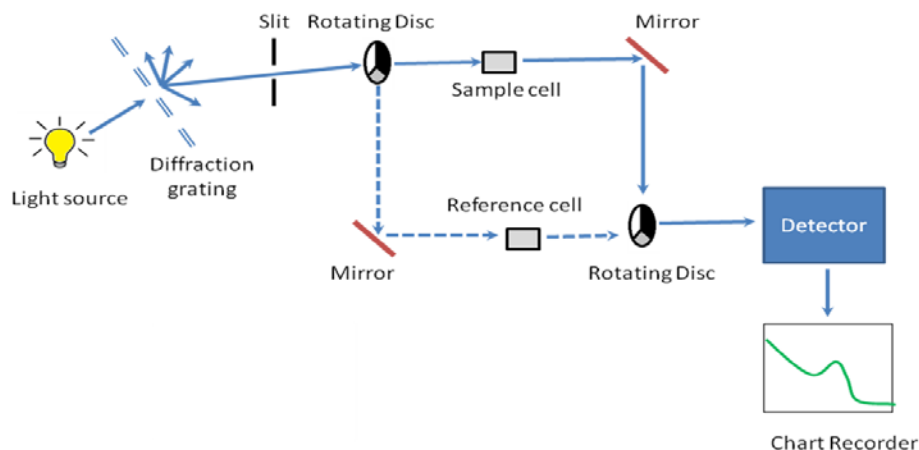 Slit
Rotating Disc
Mirror
Sample cell
Diffraction
grating
Light source
Reference cell
Mirror
Rotating Disc
Detector
Chart Recorder